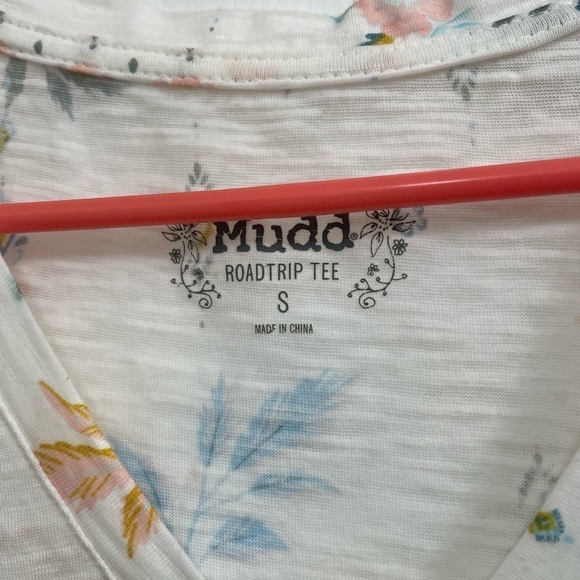 Mudd®
ROADTRIP TEE
S
MADE IN CHINA